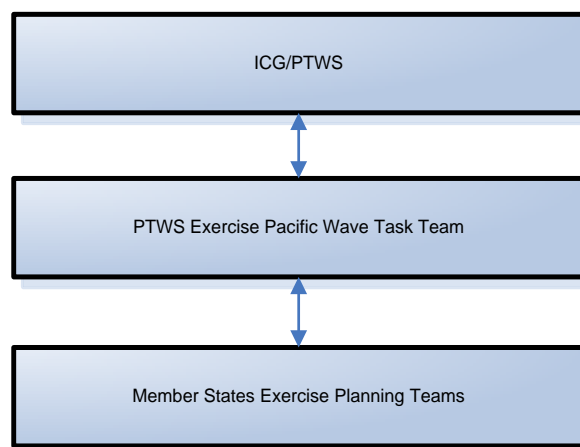 ICG/PTWS
PTWS Exercise Pacific Wave Task Team
Member States Exercise Planning Teams